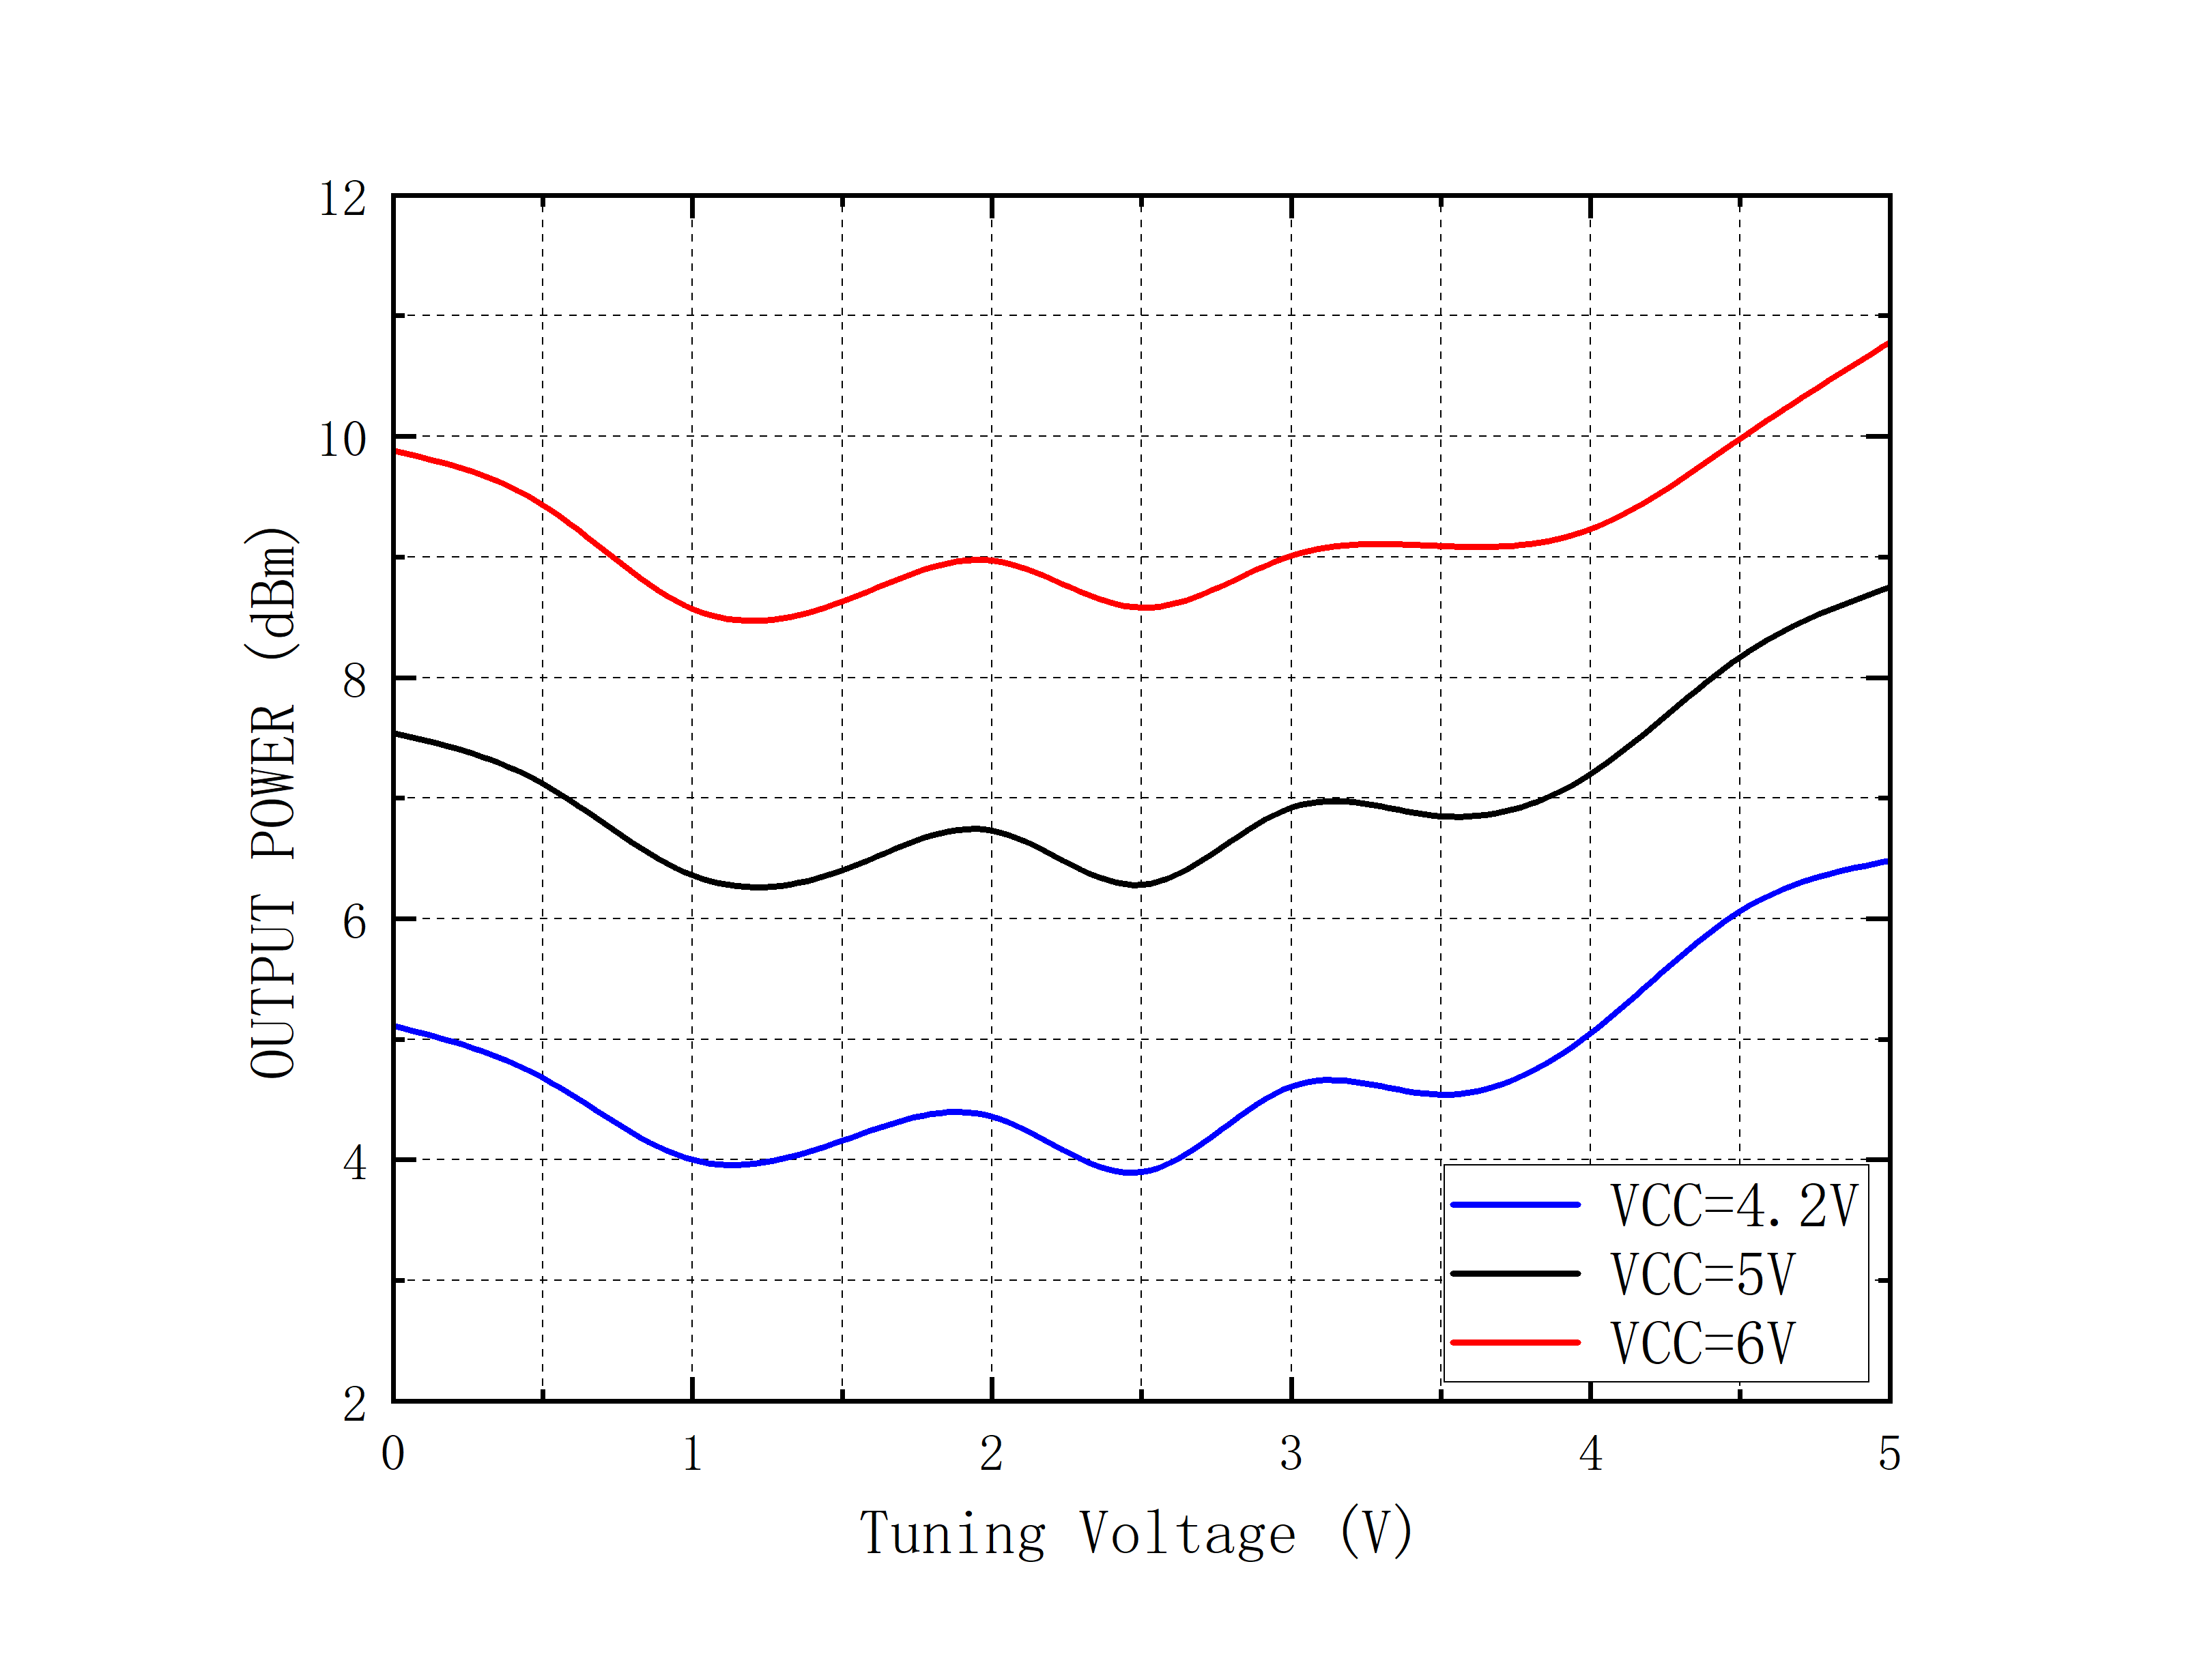 12
10
8
6
4
2
OUTPUT POWER (dBm)
0 1 2 3 4 5
Tuning Voltage (V)
VCC=4.2V
VCC=5V
VCC=6V